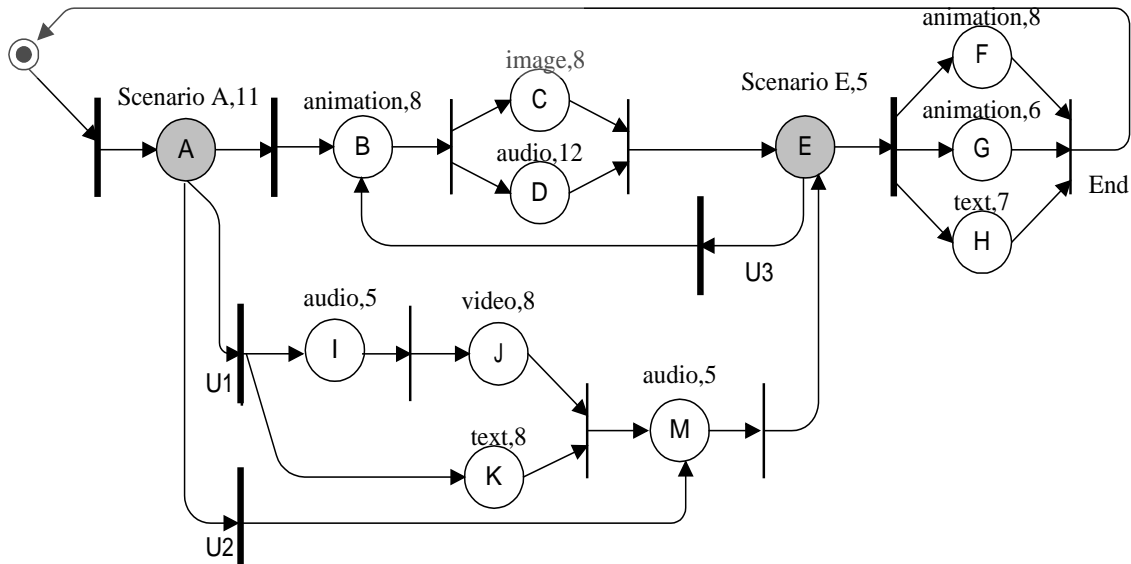 animation,8
F
image,8
Scenario E,5
Scenario A,11
animation,8
C
animation,6
A
B
E
G
audio,12
D
End
text,7
H
U3
audio,5
video,8
I
J
U1
audio,5
text,8
M
K
U2